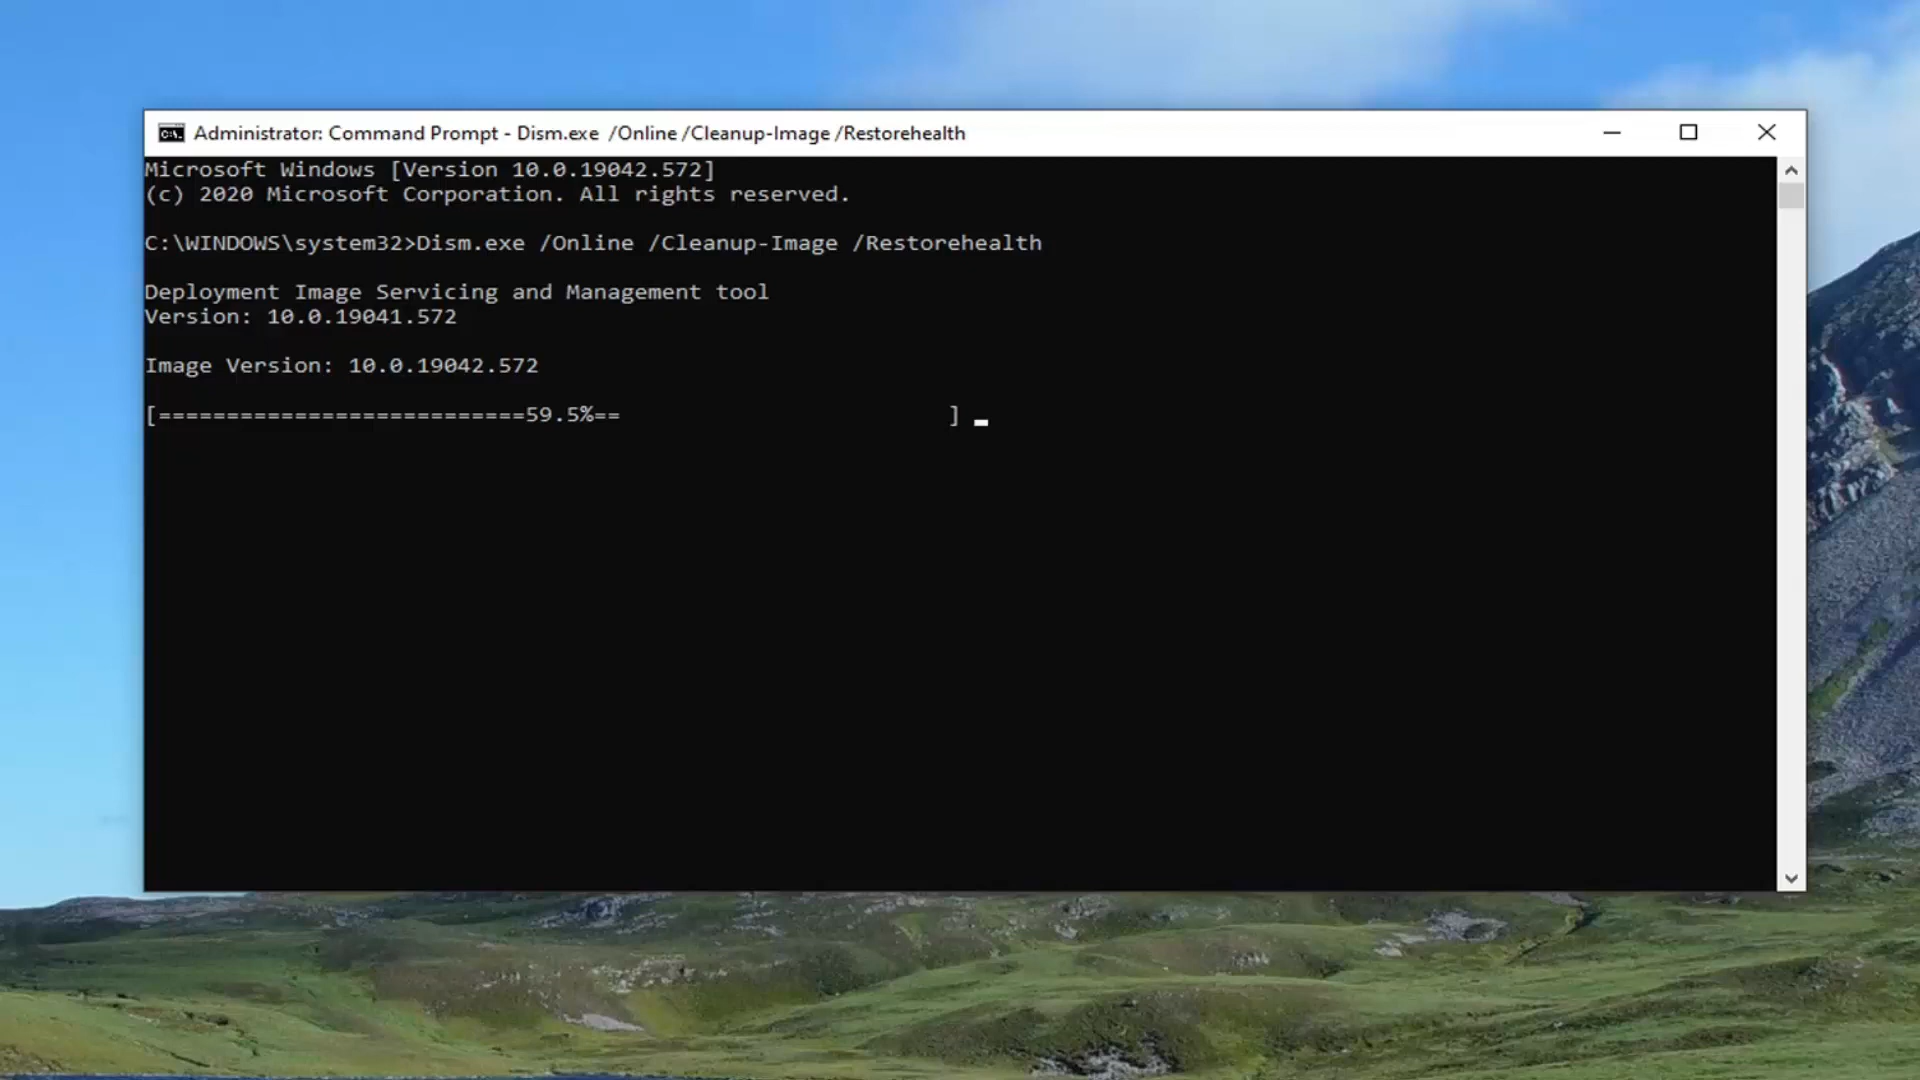 Administrator: Command Prompt - Dism.exe  /Online /Cleanup-Image /Restorehealth
Microsoft Windows [Version 10.0.19042.572]
(c) 2020 Microsoft Corporation. All rights reserved.
C:\WINDOWS\system32>Dism.exe /Online /Cleanup-Image /Restorehealth
Deployment Image Servicing and Management tool
Version: 10.0.19041.572
Image Version: 10.0.19042.572
[===========================59.5%==                        ]